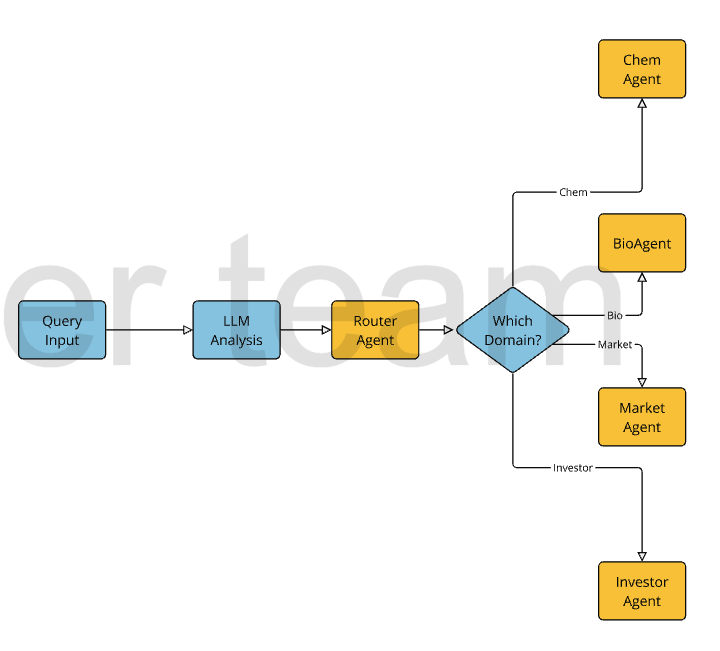 Chem
Agent
Chem
BioAgent
Bio
er team
Query
Input
LLM
Analysis
Router
Agent
Which
Domain?
Market
Market
Agent
Investor
Investor
Agent